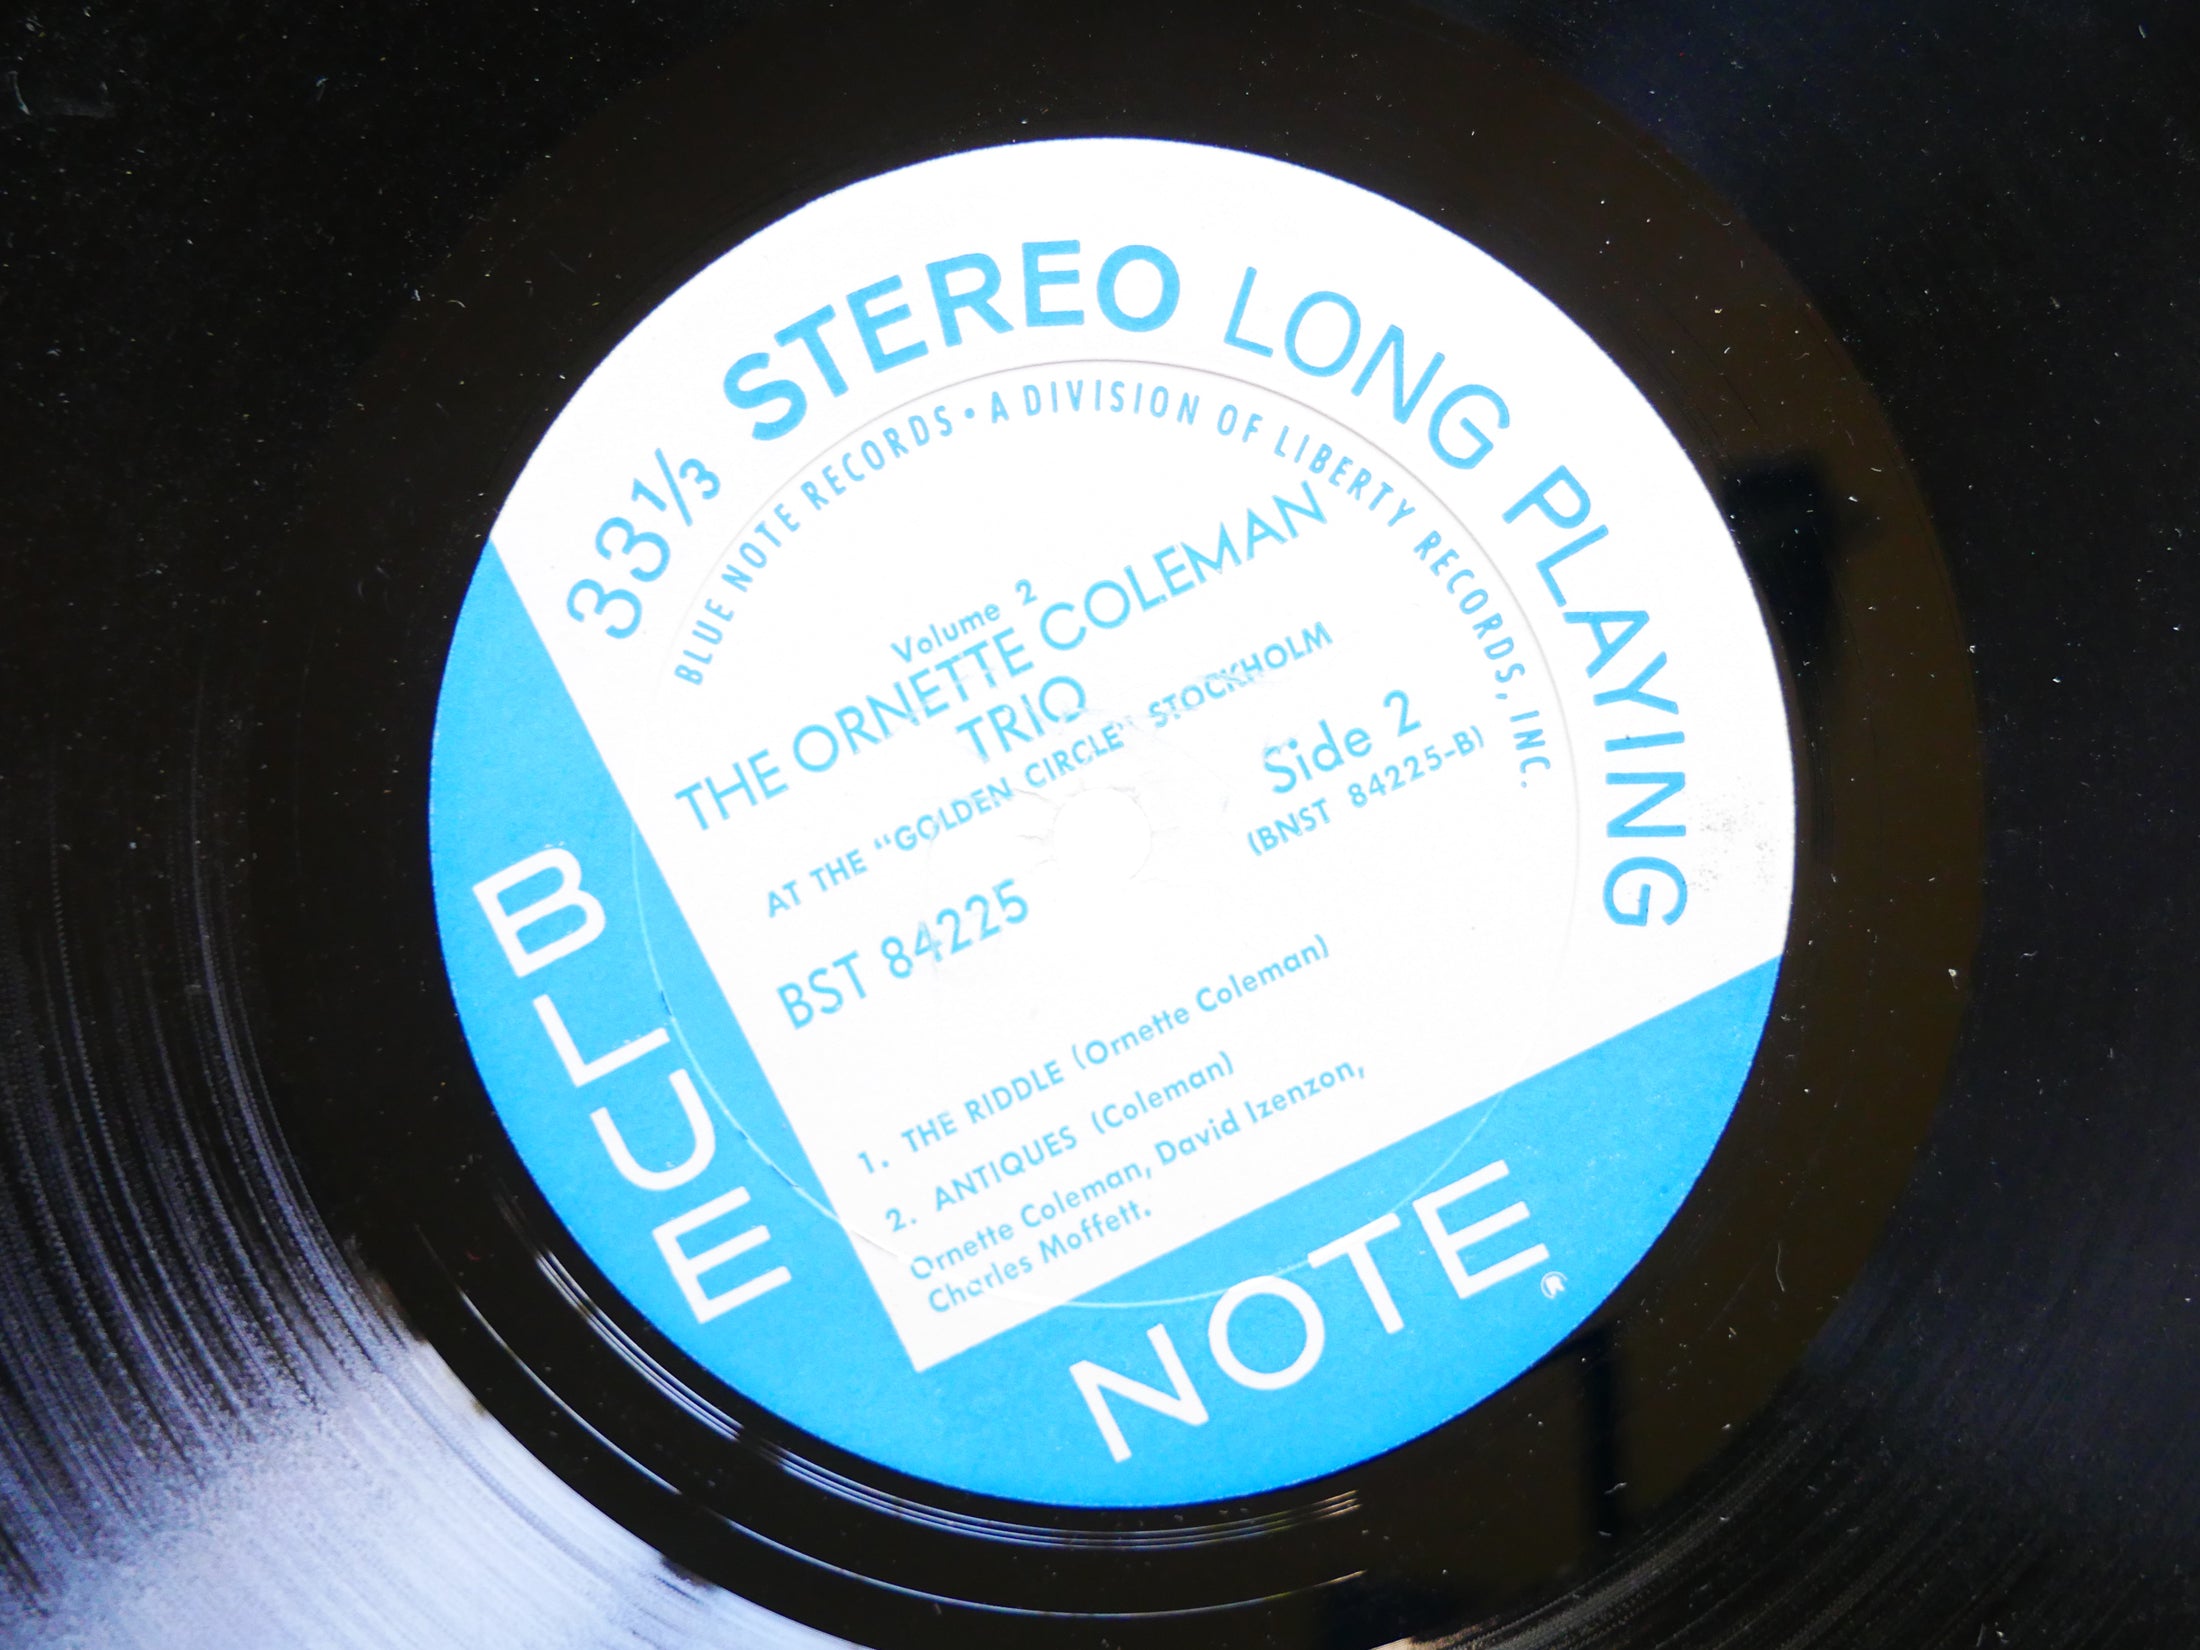 33⅓ STEREO LONG PLAYING
BLUE NOTE RECORDS • A DIVISION OF LIBERTY RECORDS, INC.
Volume 2
THE ORNETTE COLEMAN
TRIO
AT THE "GOLDEN CIRCLE" STOCKHOLM
BST 84225
Side 2
(BNST 84225-B)
1. THE RIDDLE (Ornette Coleman)
2. ANTIQUES (Coleman)
Ornette Coleman, David Izenzon,
Charles Moffett.
BLUE
NOTE®